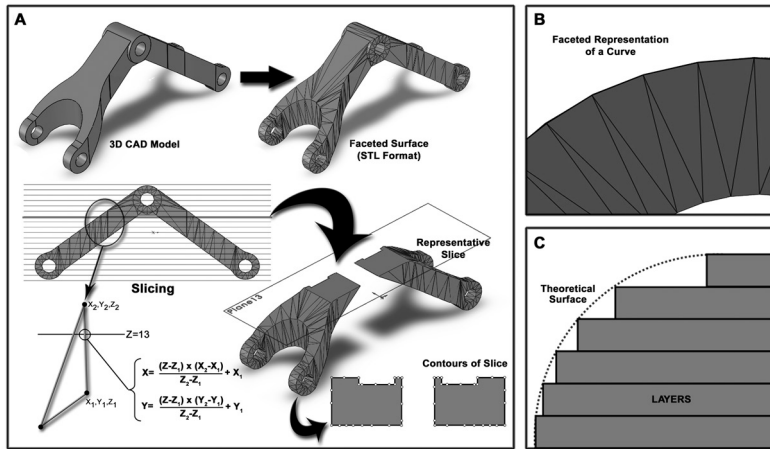 A
3D CAD Model
Faceted Surface
(STL Format)
Slicing
X₂,Y₂,Z₂
Z=13
X₁,Y₁,Z₁
X= (Z-Z₁) x (X₂-X₁) / Z₂-Z₁ + X₁
Y= (Z-Z₁) x (Y₂-Y₁) / Z₂-Z₁ + Y₁
Representative
Slice
Plane13
Contours of Slice
B
Faceted Representation
of a Curve
C
Theoretical
Surface
LAYERS